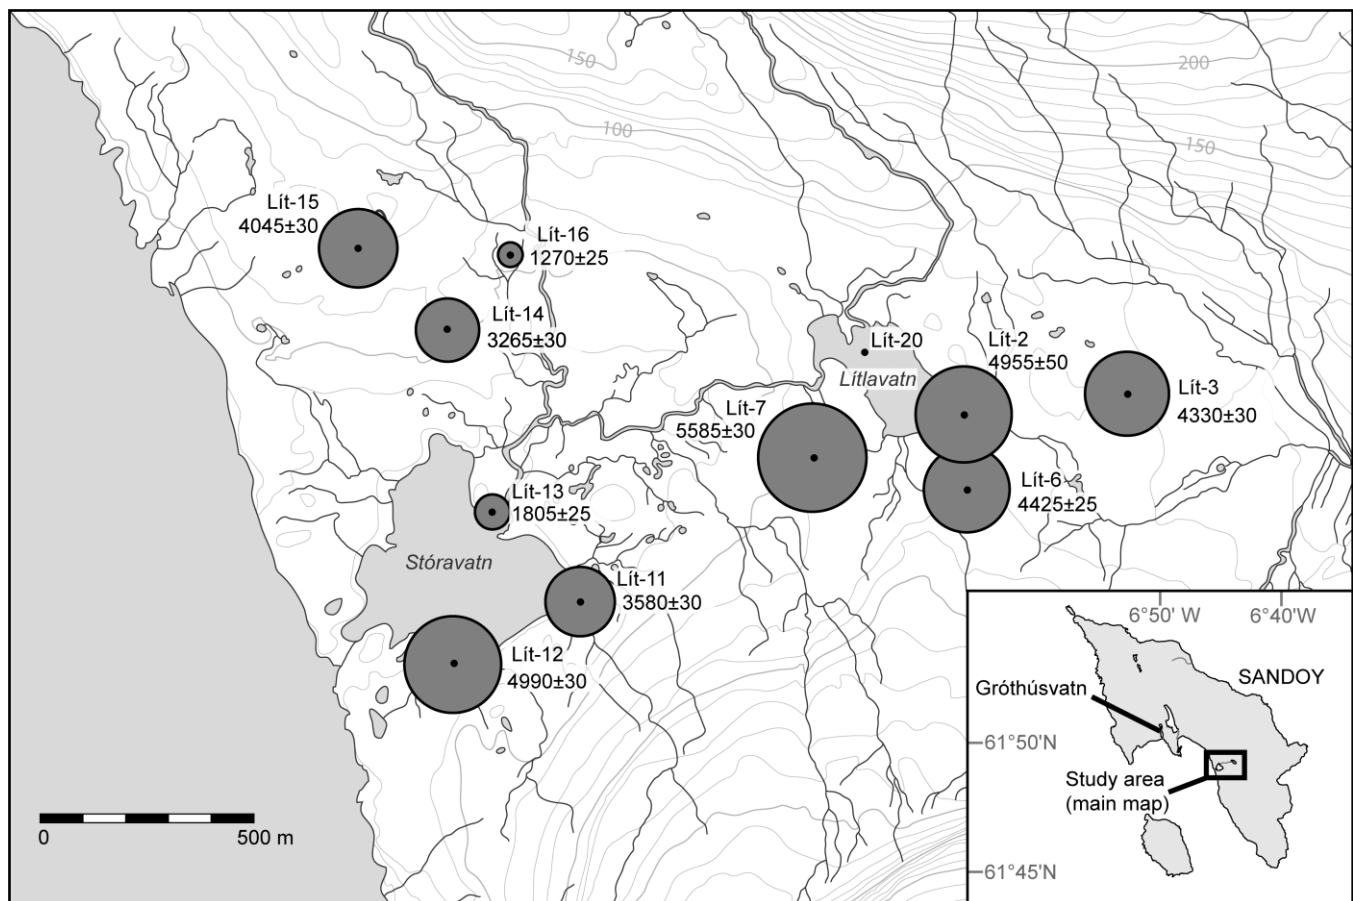 150
200
100
150
Lít-15
4045±30
Lít-16
1270±25
Lít-14
3265±30
Lít-20
Lítlavatn
Lít-2
4955±50
Lít-3
4330±30
Lít-7
5585±30
Lít-6
4425±25
Lít-13
1805±25
Stóravatn
Lít-11
3580±30
Lít-12
4990±30
0
500 m
6°50'W
6°40'W
SANDOY
Gróthúsvatn
61°50'N
Study area
(main map)
61°45'N